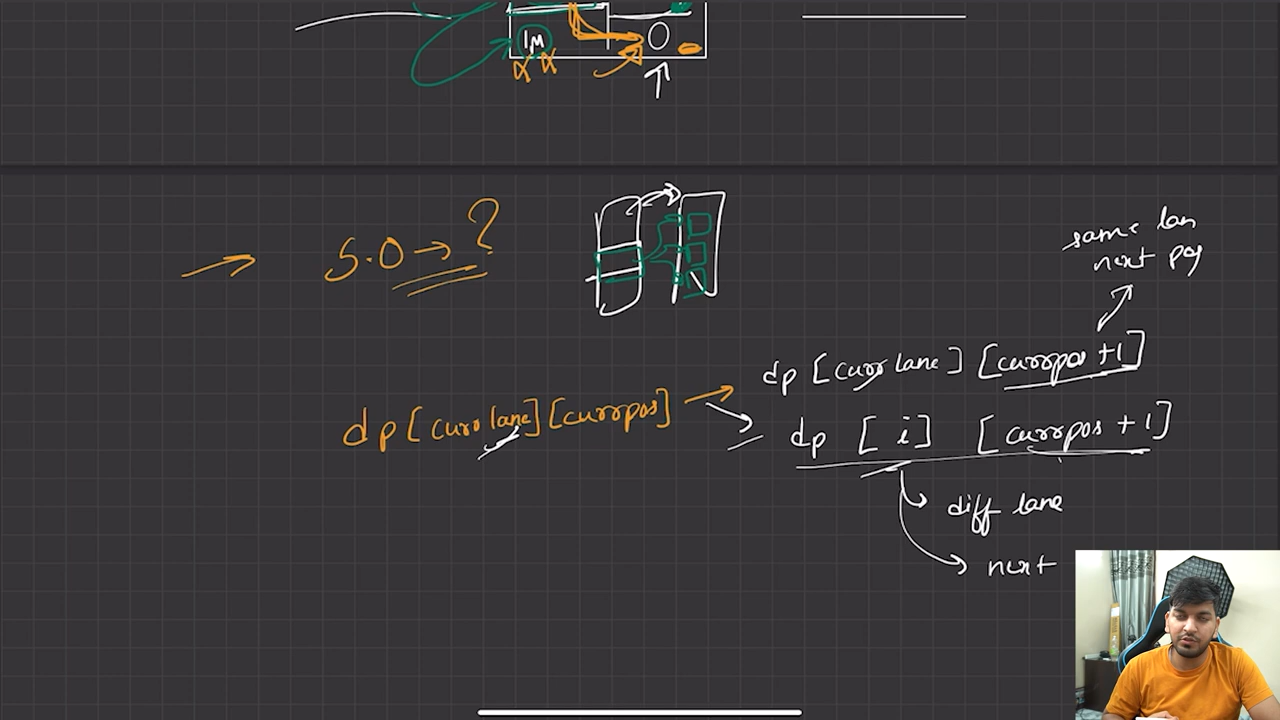 1M
0
S.O → ?
same lan
next pos
dp [curr lane] [currpos +1]
dp [curr lane] [currpos] →
dp [i] [currpos + 1]
diff lane
next